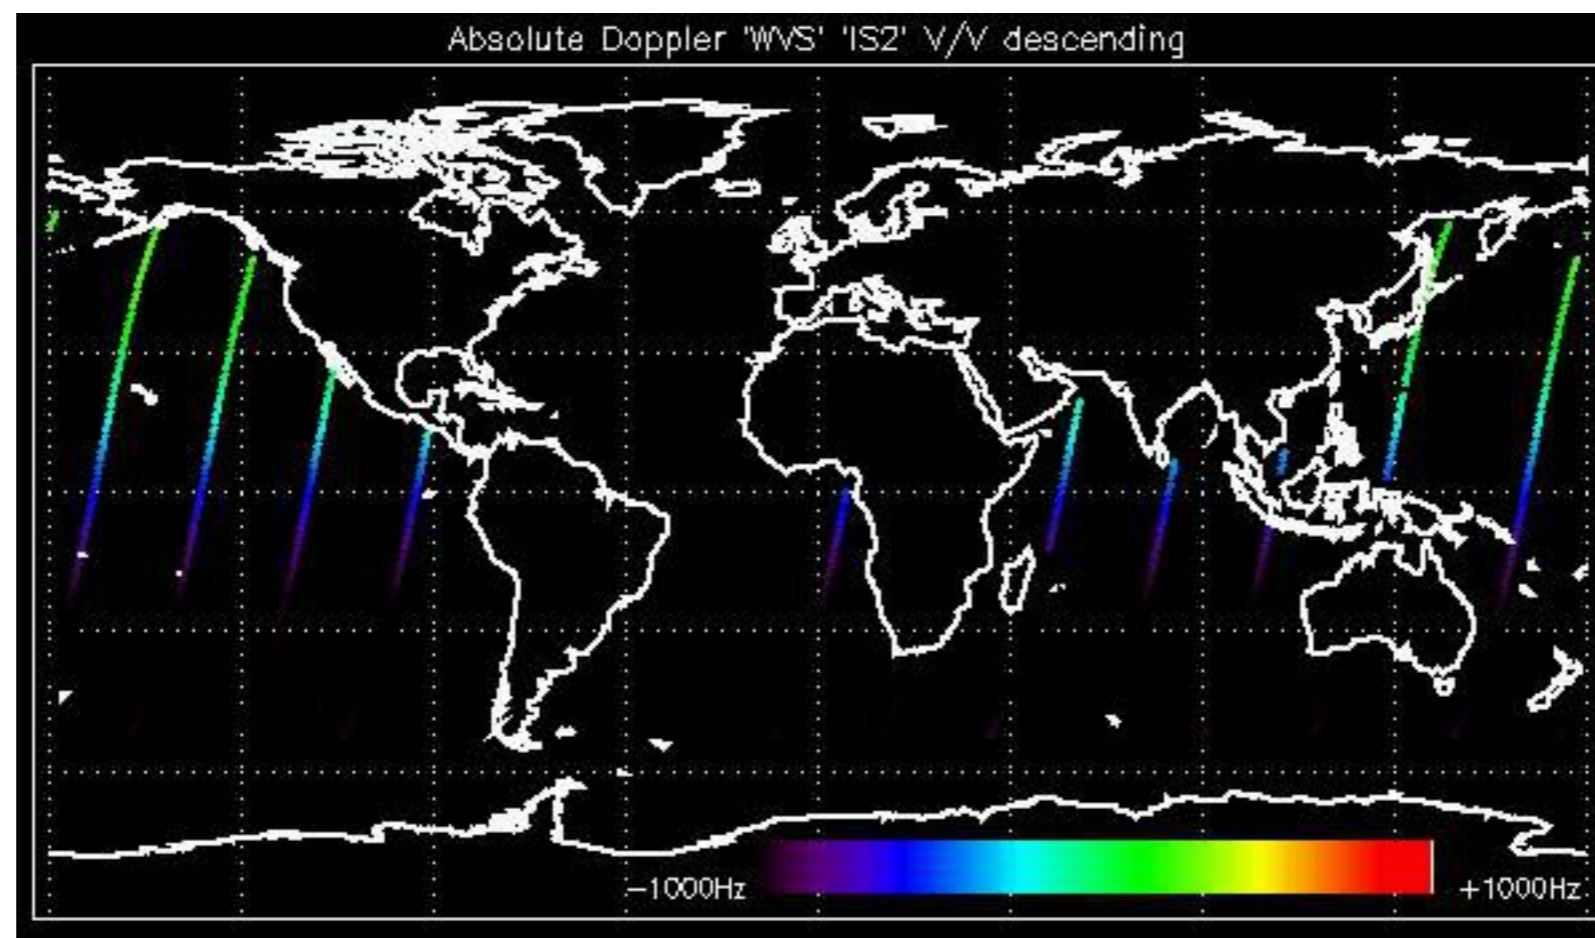 Absolute Doppler 'WVS' 'IS2' V/V descending
-1000Hz
+1000Hz